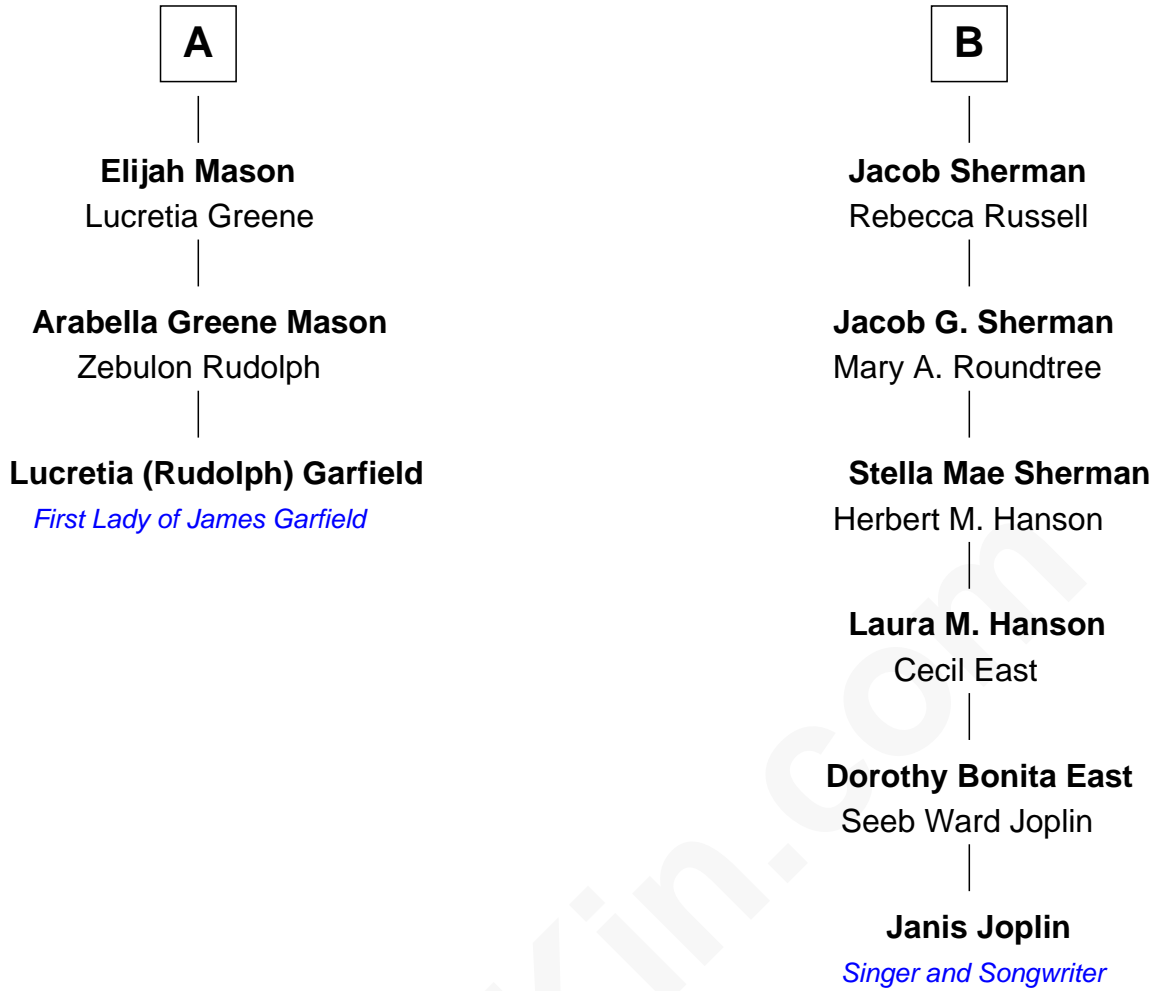 A
Elijah Mason
Lucretia Greene
Arabella Greene Mason
Zebulon Rudolph
Lucretia (Rudolph) Garfield
First Lady of James Garfield
B
Jacob Sherman
Rebecca Russell
Jacob G. Sherman
Mary A. Roundtree
Stella Mae Sherman
Herbert M. Hanson
Laura M. Hanson
Cecil East
Dorothy Bonita East
Seeb Ward Joplin
Janis Joplin
Singer and Songwriter